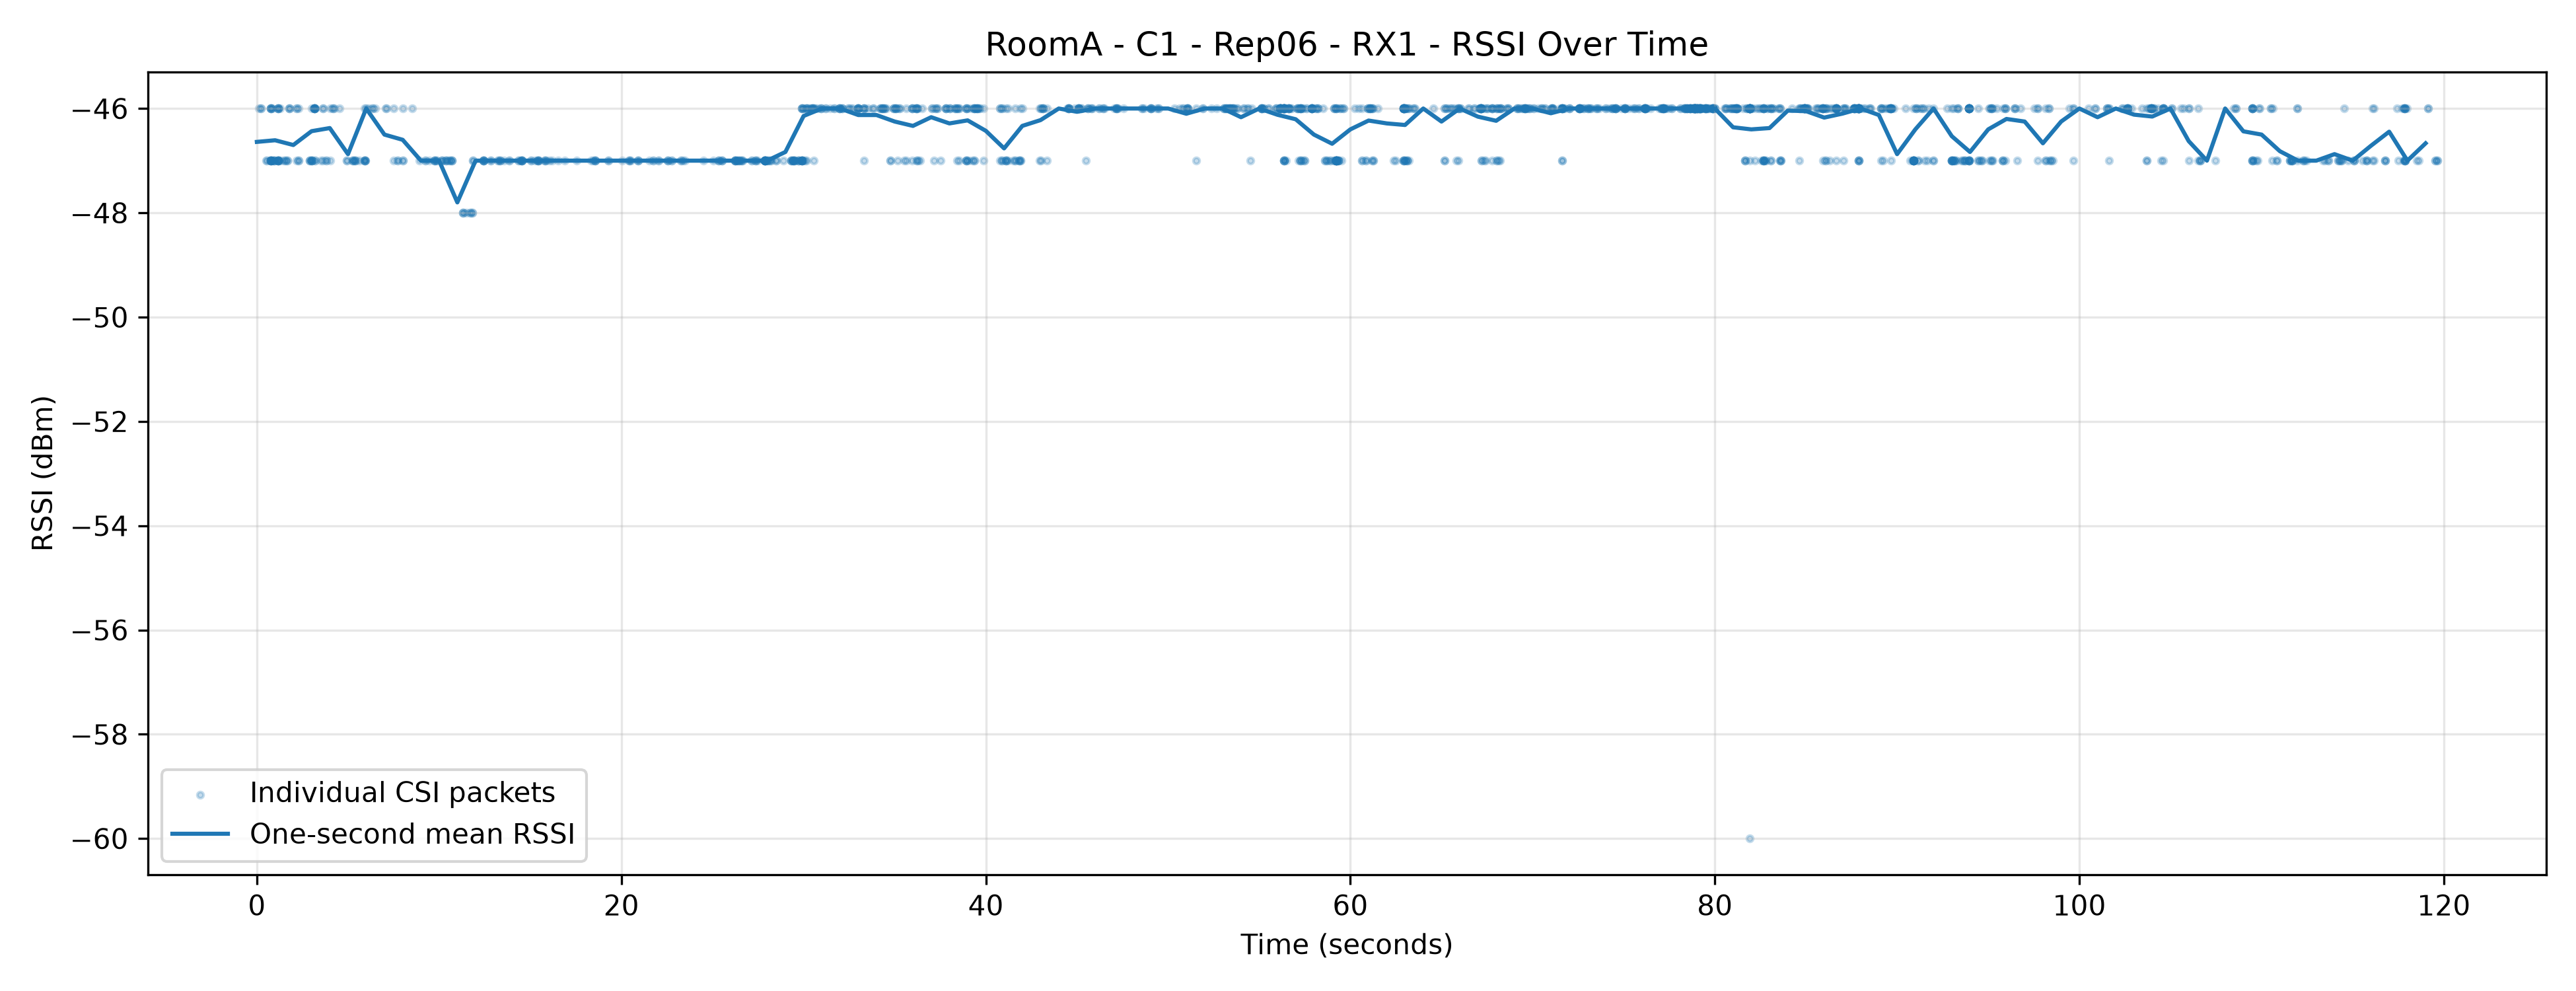 RoomA - C1 - Rep06 - RX1 - RSSI Over Time
RSSI (dBm)
−46
−48
−50
−52
−54
−56
−58
−60
Individual CSI packets
One-second mean RSSI
0 20 40 60 80 100 120
Time (seconds)